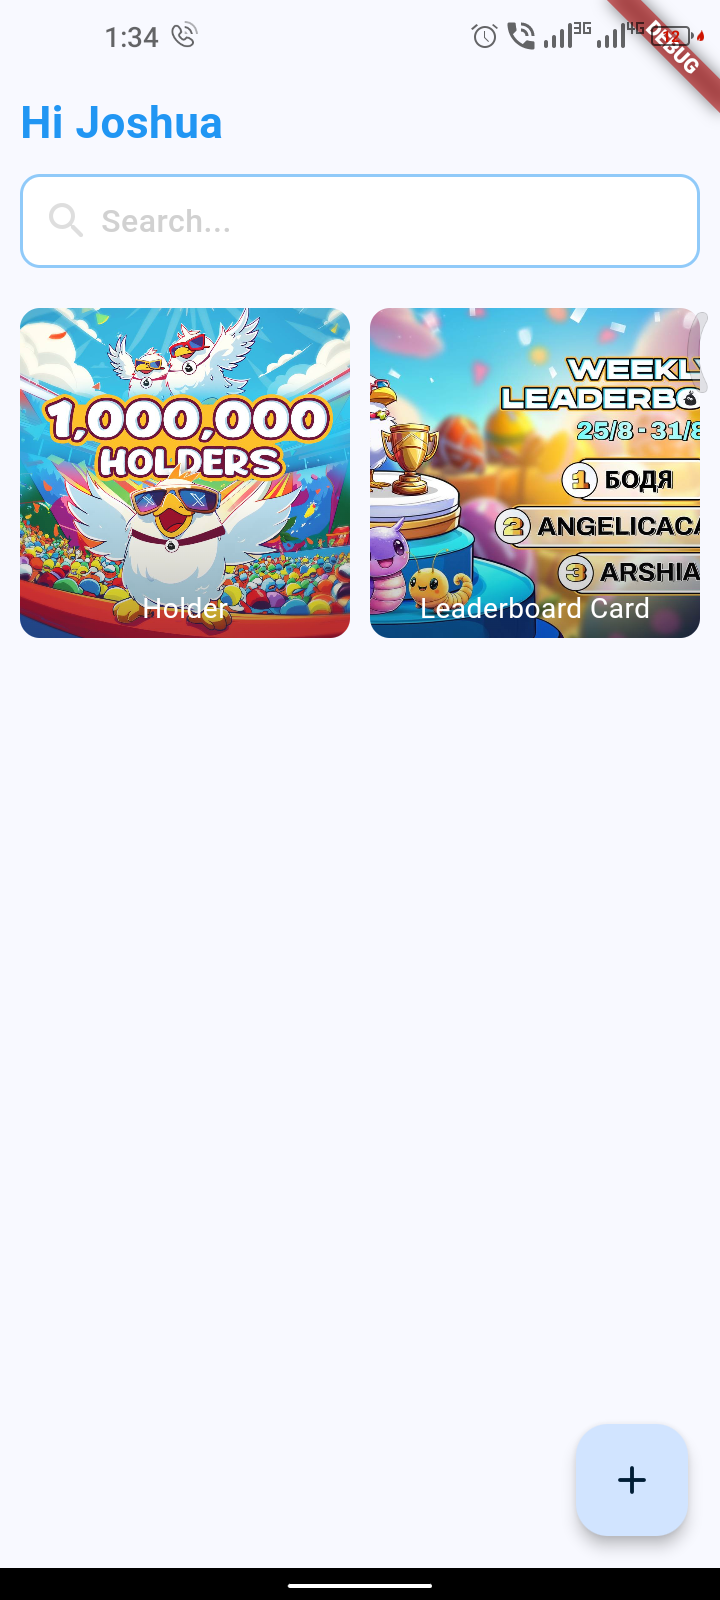 1:34
3G
4G
12
DEBUG
Hi Joshua
Search...
1,000,000
HOLDERS
Holder
WEEKLY
LEADERBO
25/8 - 31/8
1 БОДЯ
2 ANGELICACA
3 ARSHIA
Leaderboard Card